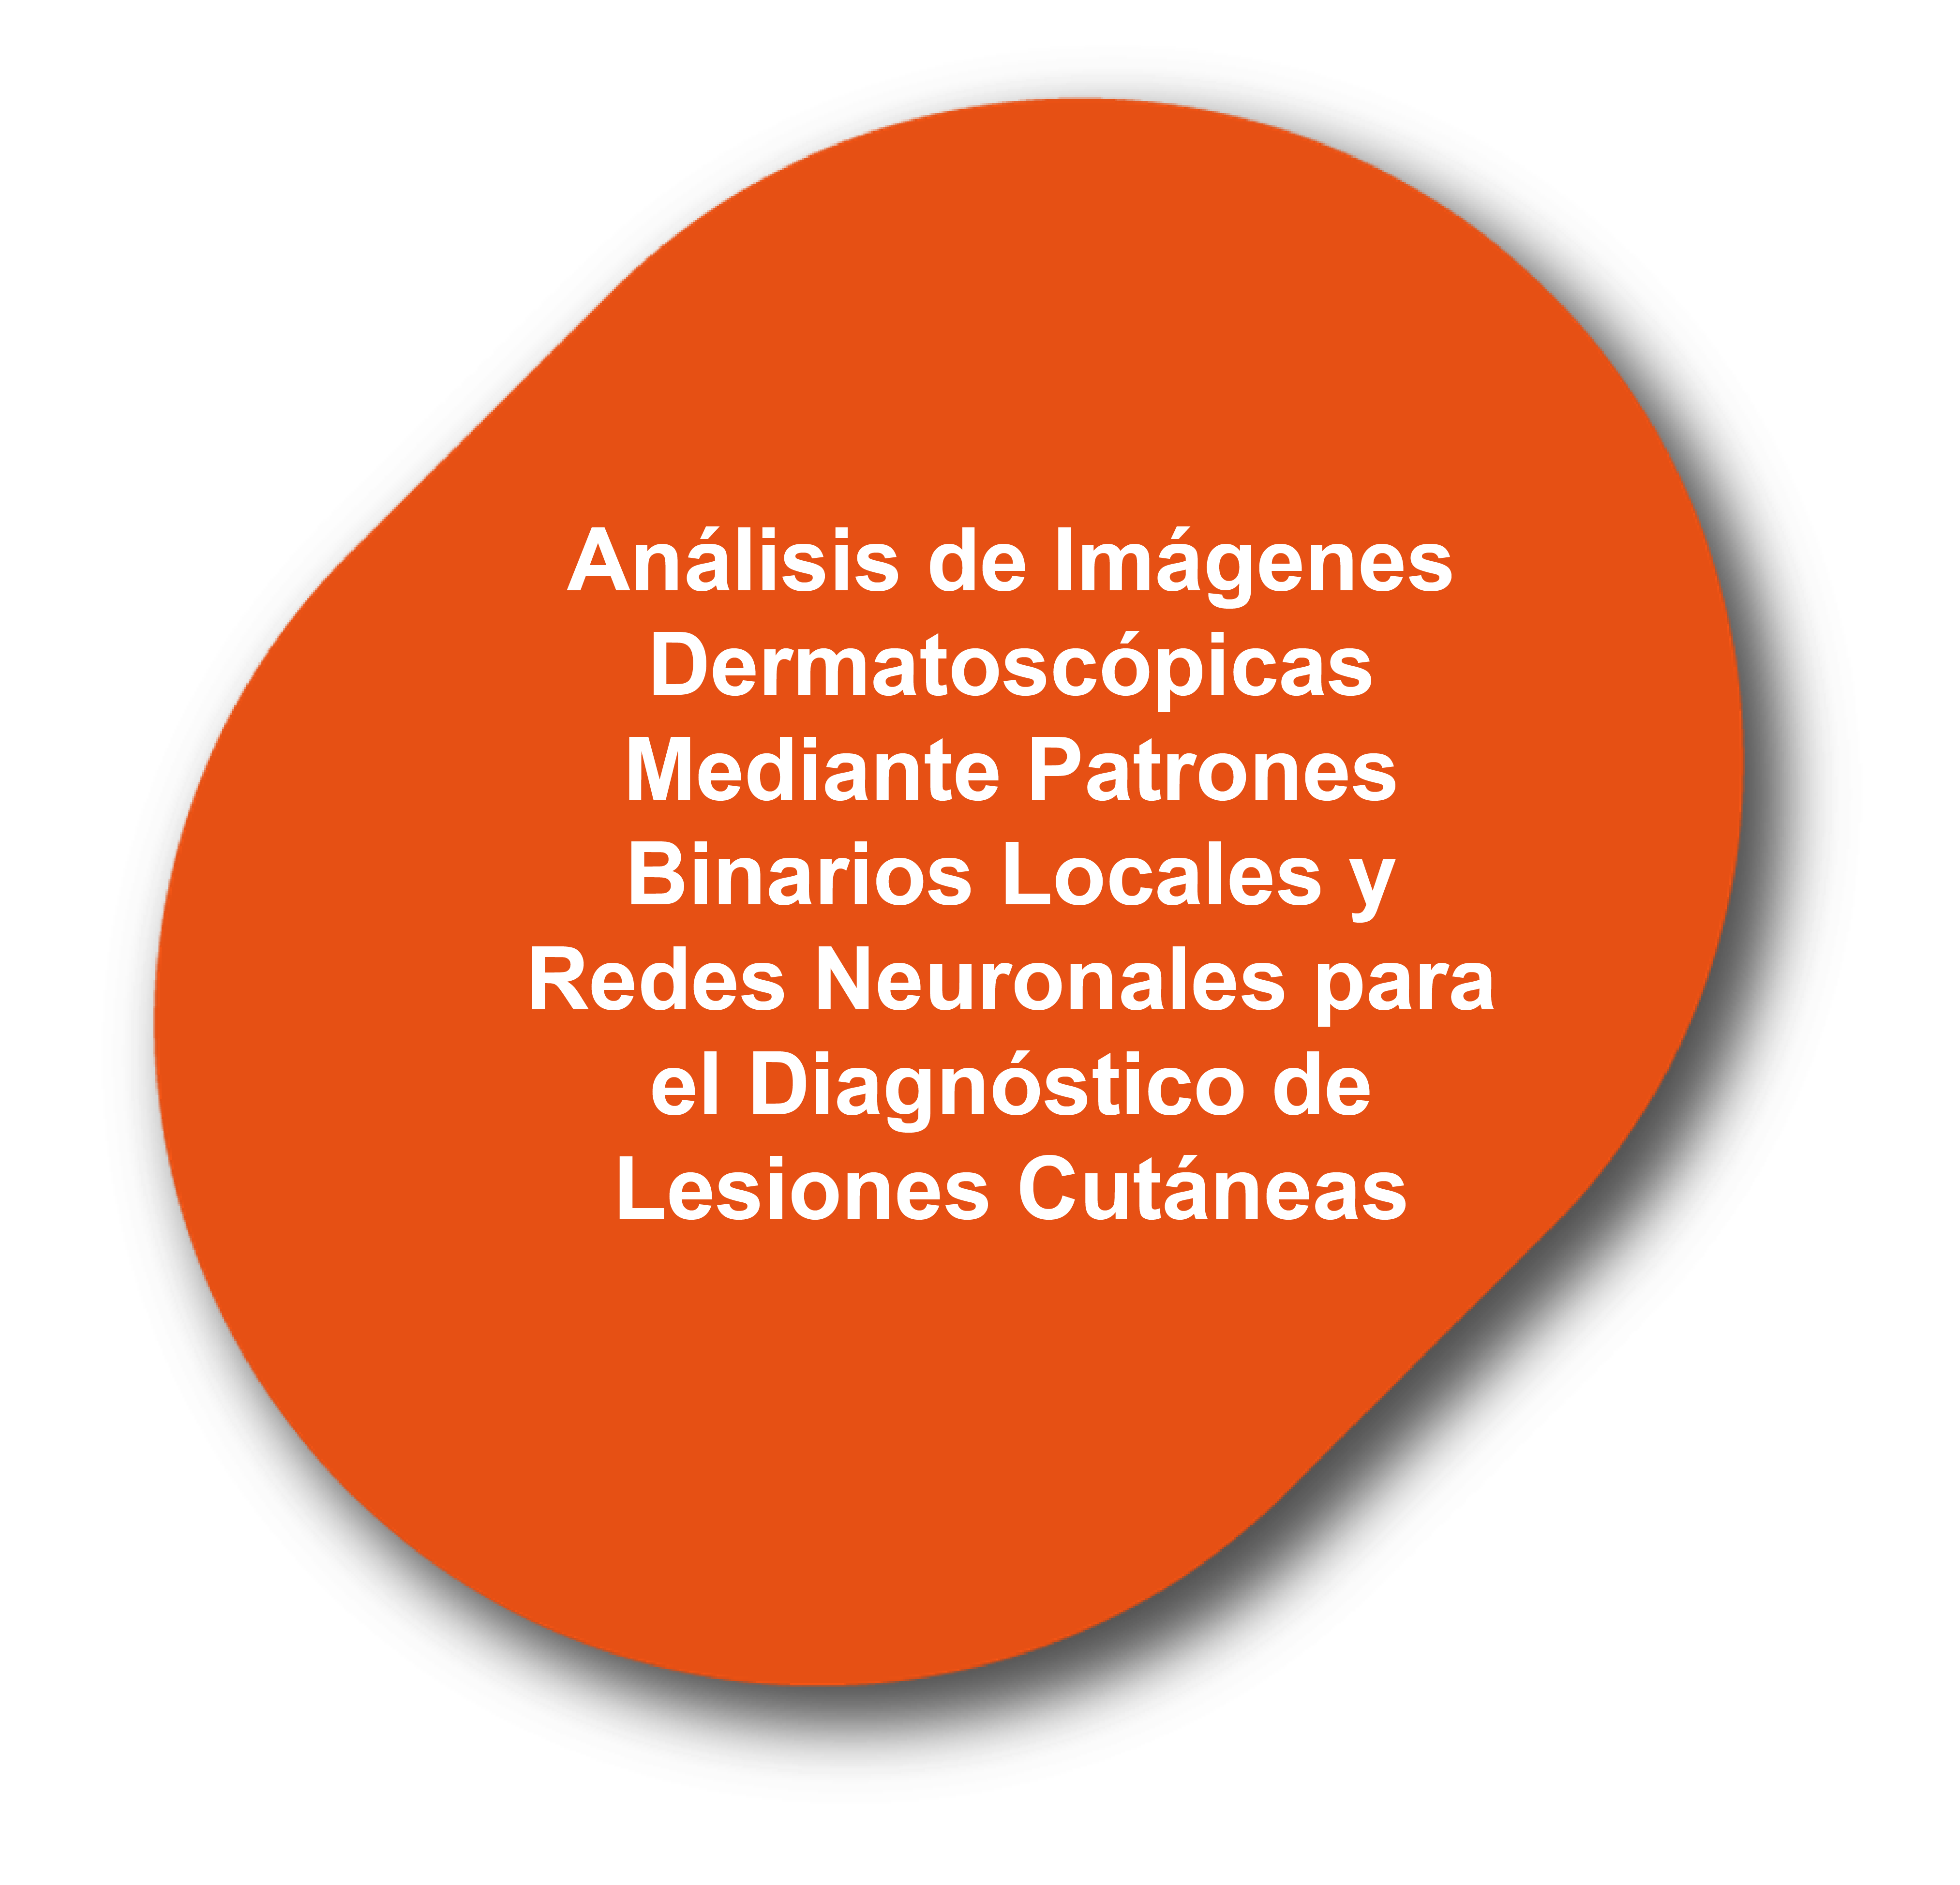 Análisis de Imágenes
Dermatoscópicas
Mediante Patrones
Binarios Locales y
Redes Neuronales para
el Diagnóstico de
Lesiones Cutáneas